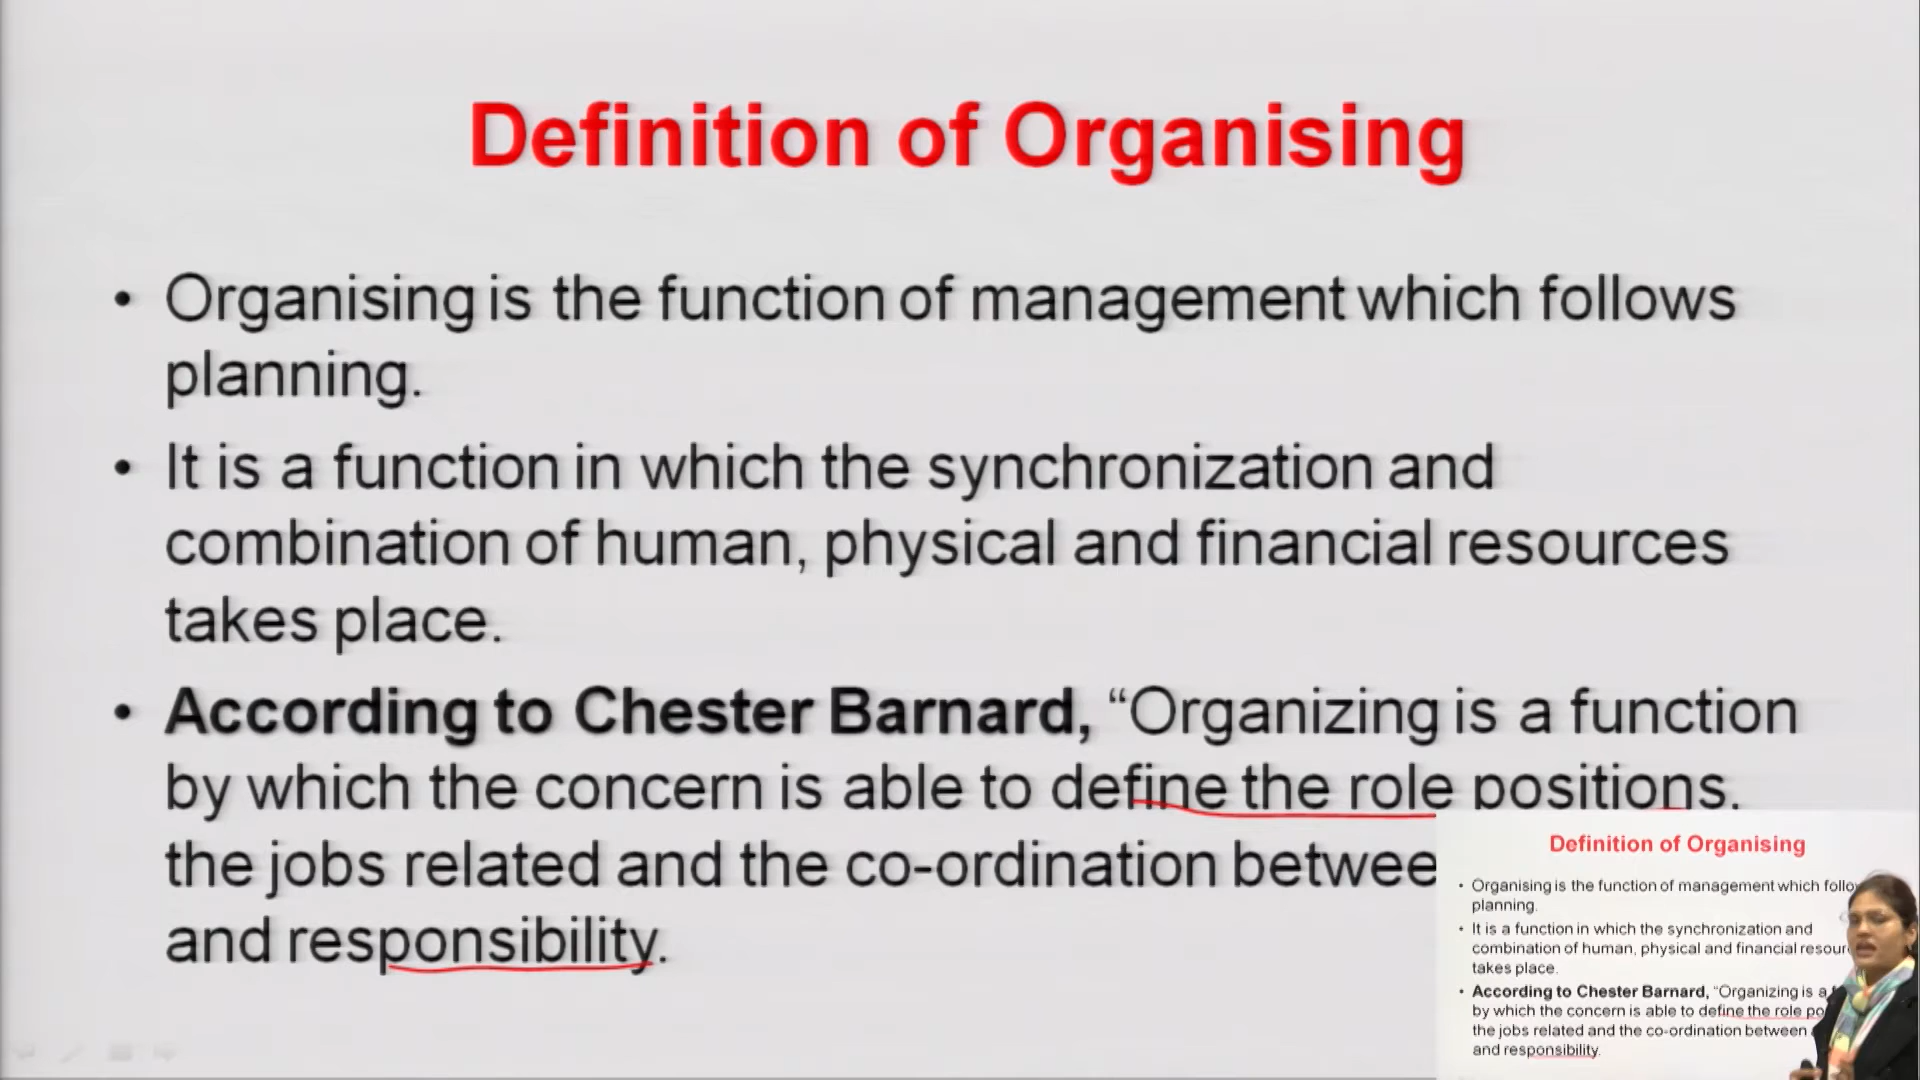 Definition of Organising
• Organising is the function of management which follows
planning.
• It is a function in which the synchronization and
combination of human, physical and financial resources
takes place.
• According to Chester Barnard, “Organizing is a function
by which the concern is able to define the role positions.
the jobs related and the co-ordination
and responsibility.
Definition of Organising
• Organising is the function of management which
planning.
• It is a function in which the synchronization and
combination of human, physical and financial
takes place.
• According to Chester Barnard, “Organizing is a
by which the concern is able to define the role
the jobs related and the co-ordination between
and responsibility.